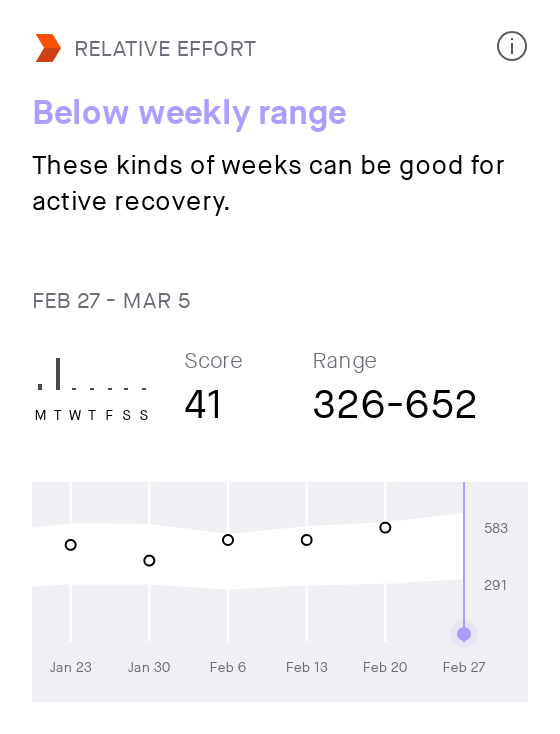 RELATIVE EFFORT
Below weekly range
These kinds of weeks can be good for
active recovery.
FEB 27 - MAR 5
Score Range
41 326-652
M T W T F S S
583
291
Jan 23 Jan 30 Feb 6 Feb 13 Feb 20 Feb 27